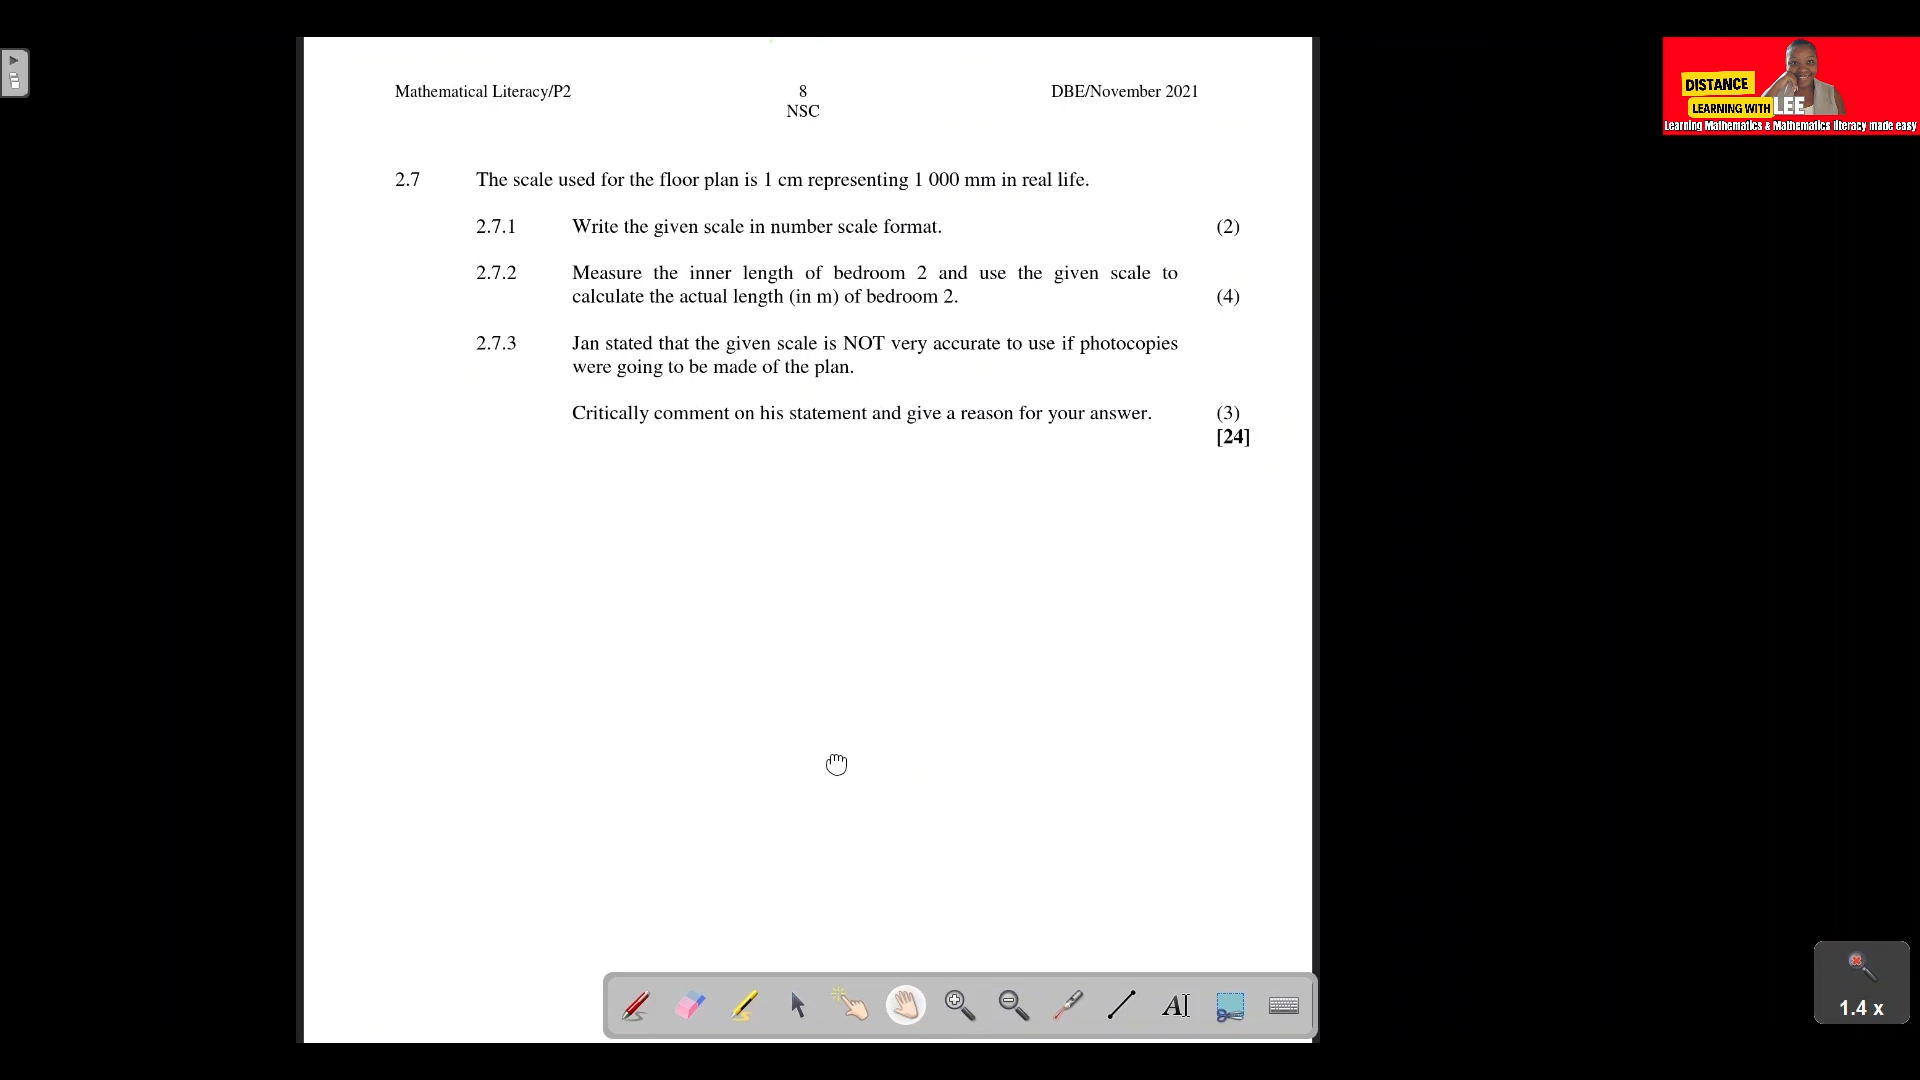 Mathematical Literacy/P2 8 DBE/November 2021
NSC
2.7 The scale used for the floor plan is 1 cm representing 1 000 mm in real life.
2.7.1 Write the given scale in number scale format. (2)
2.7.2 Measure the inner length of bedroom 2 and use the given scale to
calculate the actual length (in m) of bedroom 2. (4)
2.7.3 Jan stated that the given scale is NOT very accurate to use if photocopies
were going to be made of the plan.
Critically comment on his statement and give a reason for your answer. (3)
[24]
DISTANCE
LEARNING WITH LEE
Learning Mathematics & Mathematics literacy made easy
AI
1.4 x